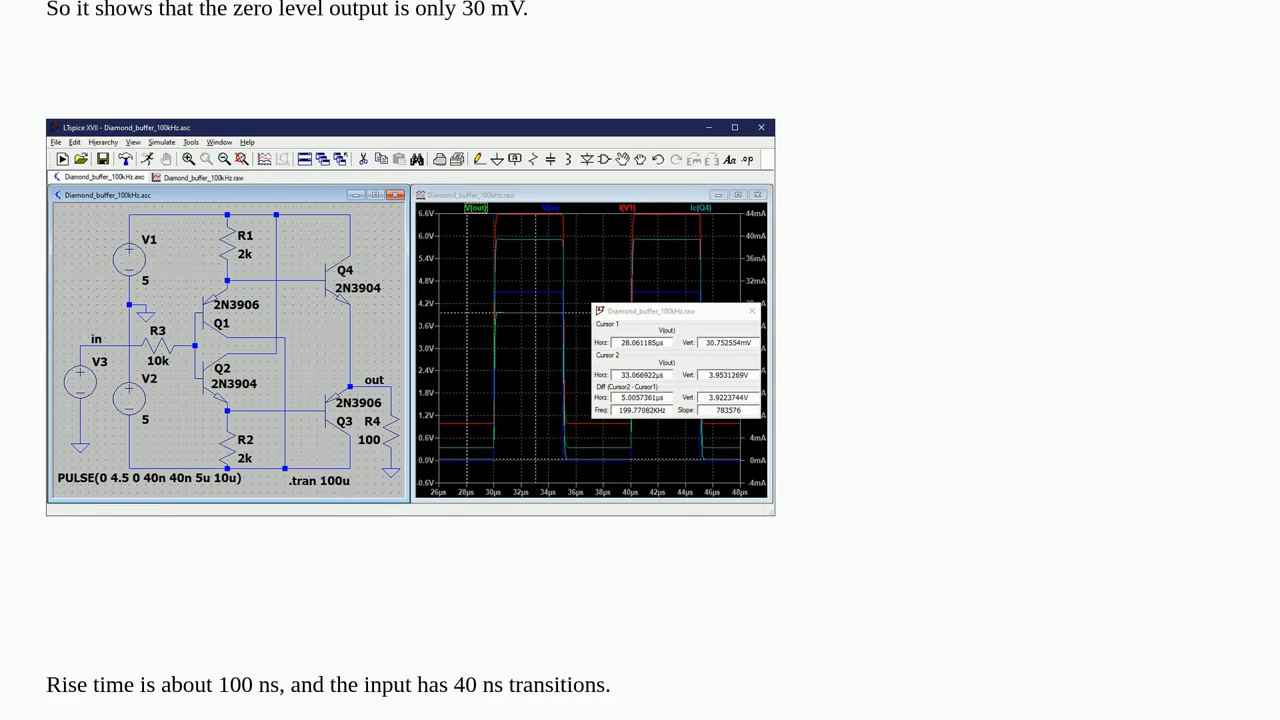 So it shows that the zero level output is only 30 mV.
LTspice XVII - Diamond_buffer_100kHz.asc
File Edit Hierarchy View Simulate Tools Window Help
Diamond_buffer_100kHz.asc Diamond_buffer_100kHz.raw
Diamond_buffer_100kHz.asc
V1
5
R1
2k
Q4
2N3904
2N3906
Q1
in
R3
10k
V3
V2
5
Q2
2N3904
out
2N3906
Q3
R4
100
R2
2k
PULSE(0 4.5 0 40n 40n 5u 10u)
.tran 100u
Diamond_buffer_100kHz.raw
V(out) V(in) I(V1) Ic(Q4)
6.6V 44mA
6.0V 40mA
5.4V 36mA
4.8V 32mA
4.2V
3.6V
3.0V
2.4V
1.8V
1.2V
0.6V 4mA
0.0V 0mA
-0.6V -4mA
26µs 28µs 30µs 32µs 34µs 36µs 38µs 40µs 42µs 44µs 46µs 48µs
Diamond_buffer_100kHz.raw
Cursor 1
V(out)
Horz: 28.061185µs Vert: 30.752554mV
Cursor 2
V(out)
Horz: 33.066922µs Vert: 3.9531269V
Diff (Cursor2 - Cursor1)
Horz: 5.0057361µs Vert: 3.9223744V
Freq: 199.77082KHz Slope: 783576
Rise time is about 100 ns, and the input has 40 ns transitions.